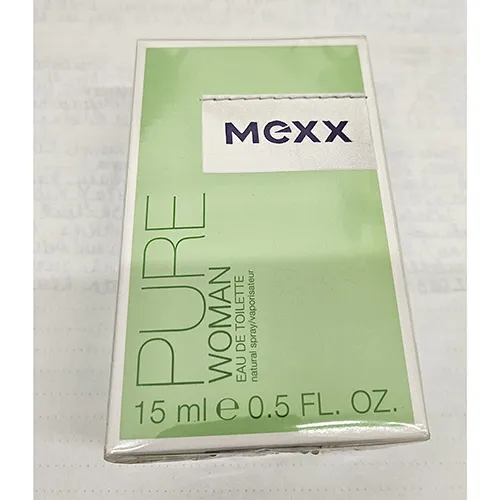 MEXX
PURE
WOMAN
EAU DE TOILETTE
natural spray/vaporisateur
15 ml ℮ 0.5 FL. OZ.